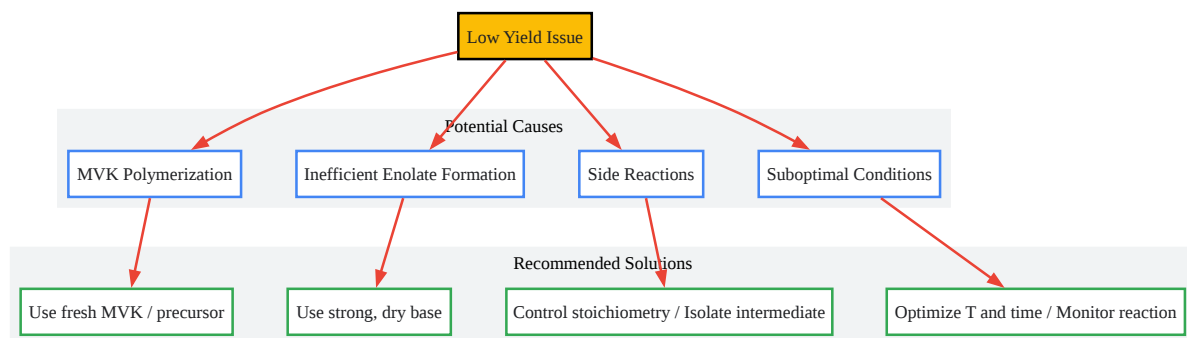 Low Yield Issue
Potential Causes
MVK Polymerization
Inefficient Enolate Formation
Side Reactions
Suboptimal Conditions
Recommended Solutions
Use fresh MVK / precursor
Use strong, dry base
Control stoichiometry / Isolate intermediate
Optimize T and time / Monitor reaction